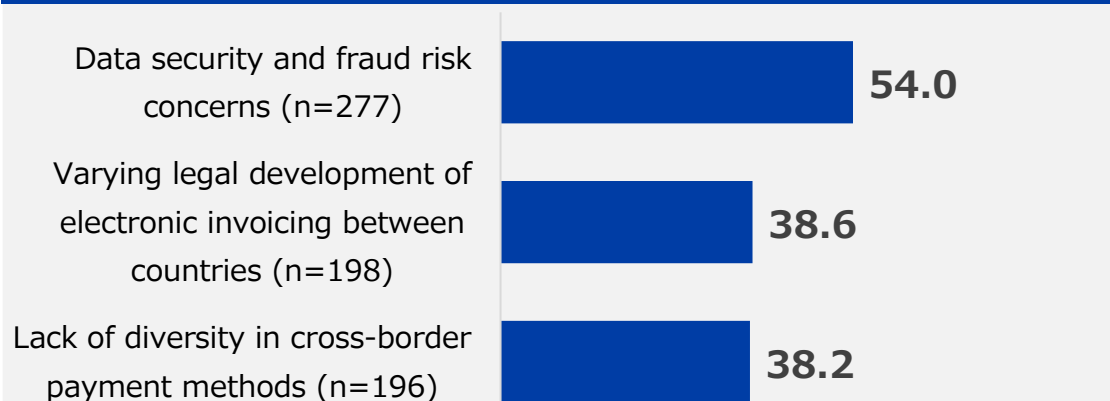 Data security and fraud risk
concerns (n=277)
54.0
Varying legal development of
electronic invoicing between
countries (n=198)
38.6
Lack of diversity in cross-border
payment methods (n=196)
38.2